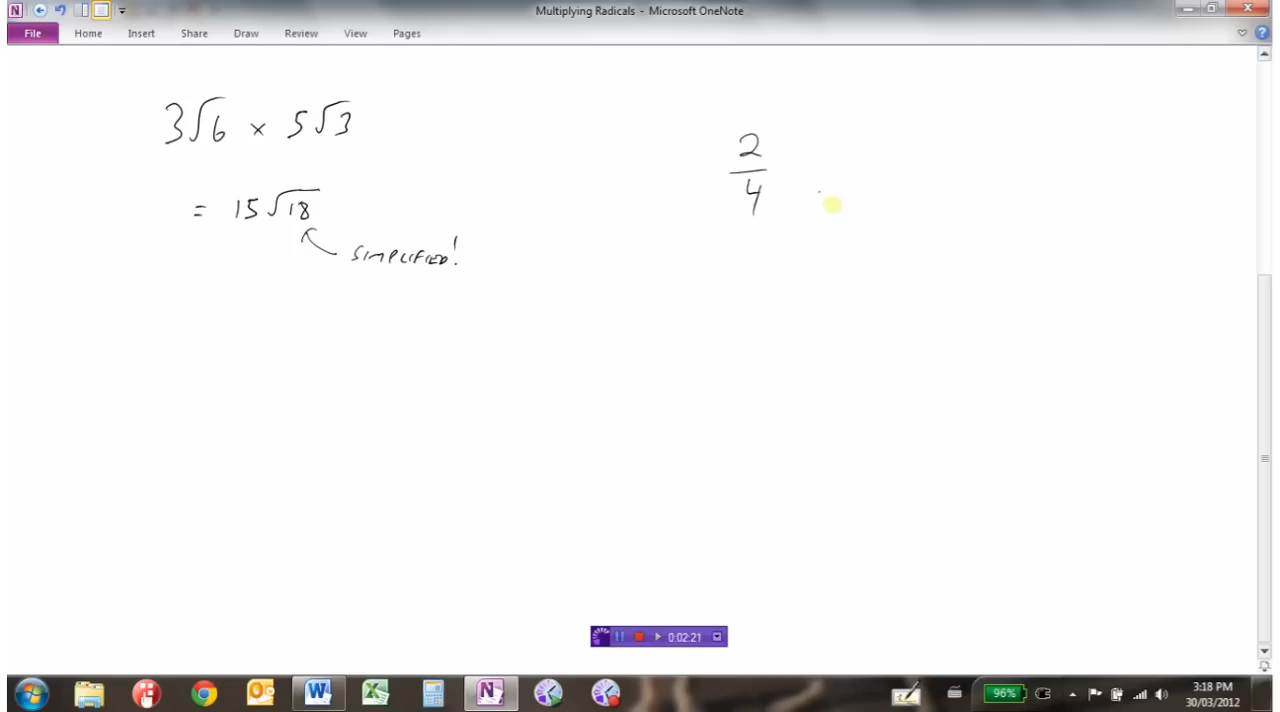 Multiplying Radicals - Microsoft OneNote
File Home Insert Share Draw Review View Pages
3√6 × 5√3
= 15√18
SIMPLIFIED!
2
4
0:02:21
96%
3:18 PM
30/03/2012